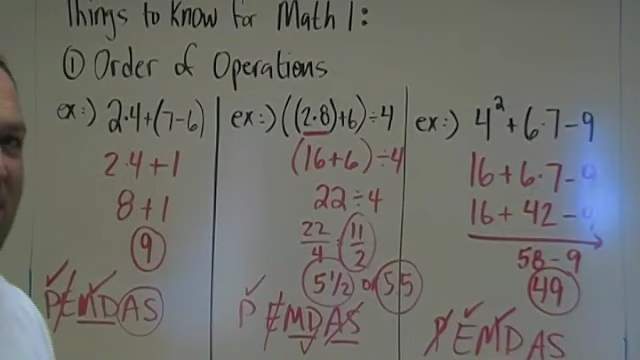 Things to Know for Math 1:
① Order of Operations
ex:) 2·4+(7-6)
2·4+1
8+1
9
PEMDAS
ex:) ((2·8)+6)÷4
(16+6)÷4
22÷4
22/4 = 11/2
5 1/2 or 5.5
PEMDAS
ex:) 4²+6·7-9
16+6·7-9
16+42-9
58-9
49
PEMDAS